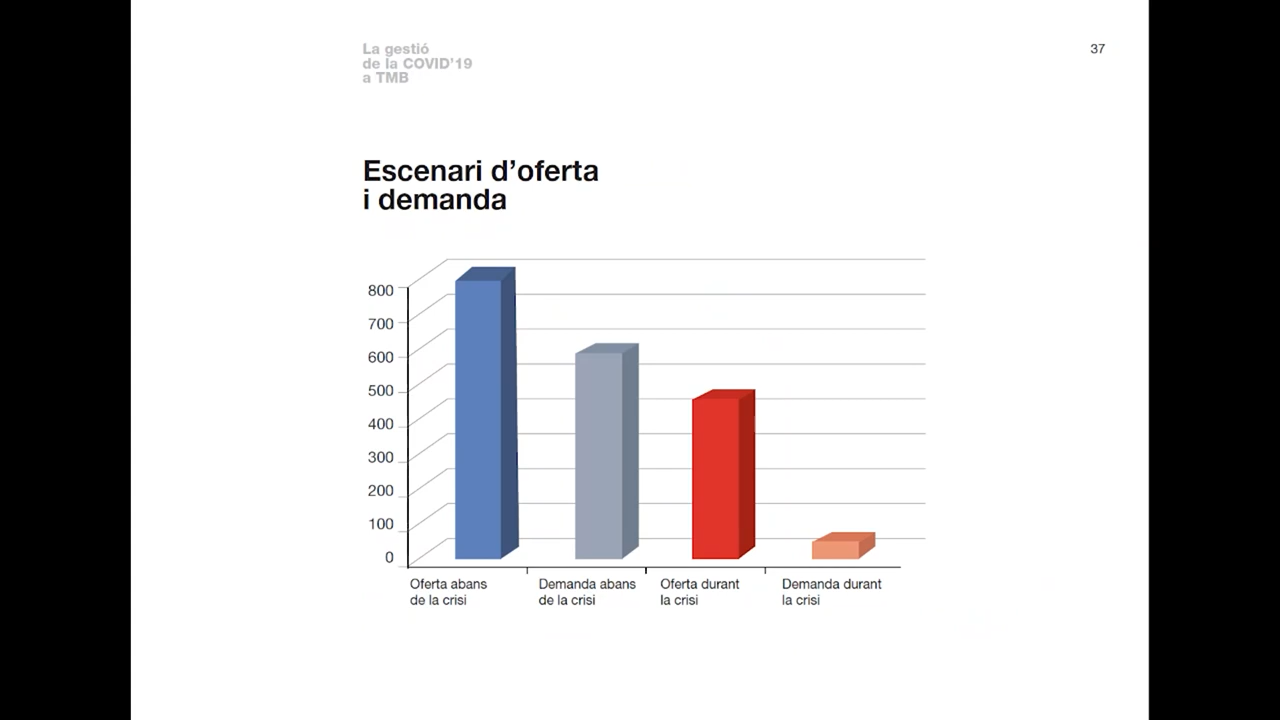 La gestió
de la COVID'19
a TMB
37
Escenari d'oferta
i demanda
800
700
600
500
400
300
200
100
0
Oferta abans
de la crisi
Demanda abans
de la crisi
Oferta durant
la crisi
Demanda durant
la crisi